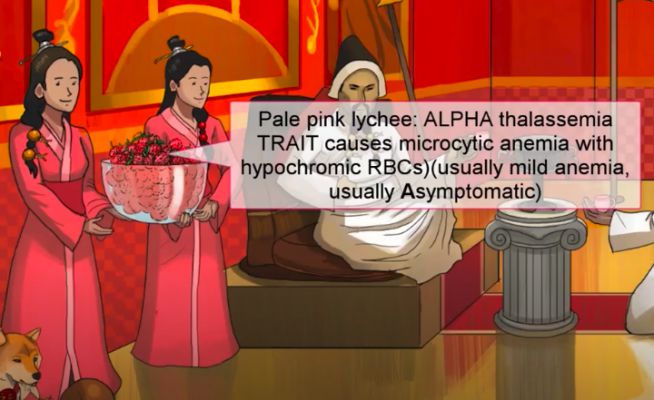 Pale pink lychee: ALPHA thalassemia
TRAIT causes microcytic anemia with
hypochromic RBCs)(usually mild anemia,
usually Asymptomatic)